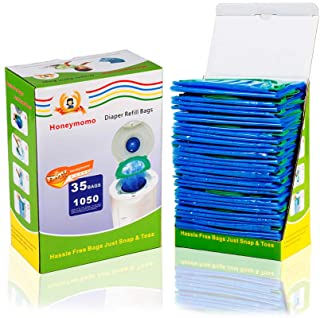 Honeymomo
Diaper Refill Bags
35 BAGS
1050
Hassle Free Bags Just Snap & Toss
Hassle Free Bags Just Snap & Toss